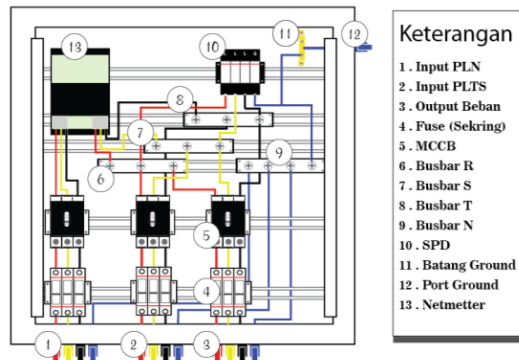 13
10
L L L G
11
12
8
7
9
6
5
4
1
2
3
Keterangan
1 . Input PLN
2 . Input PLTS
3 . Output Beban
4 . Fuse (Sekring)
5 . MCCB
6 . Busbar R
7 . Busbar S
8 . Busbar T
9 . Busbar N
10 . SPD
11 . Batang Ground
12 . Port Ground
13 . Netmeter